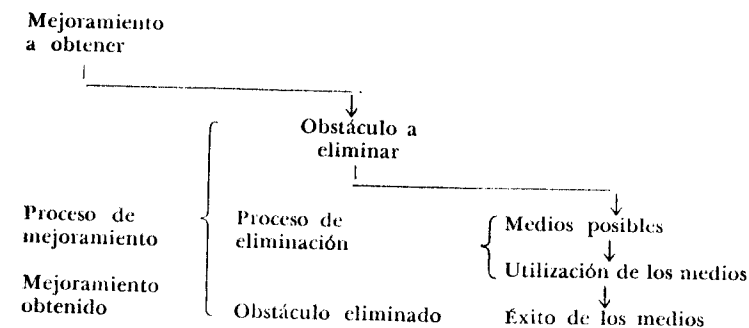 Mejoramiento
a obtener
Obstáculo a
eliminar
Proceso de
mejoramiento
Proceso de
eliminación
Medios posibles
Utilización de los medios
Mejoramiento
obtenido
Obstáculo eliminado
Éxito de los medios